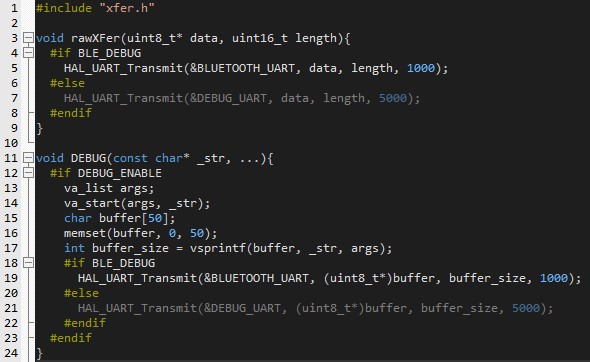 1 #include "xfer.h"
2
3 void rawXFer(uint8_t* data, uint16_t length){
4 #if BLE_DEBUG
5 HAL_UART_Transmit(&BLUETOOTH_UART, data, length, 1000);
6 #else
7 HAL_UART_Transmit(&DEBUG_UART, data, length, 5000);
8 #endif
9 }
10
11 void DEBUG(const char* _str, ...){
12 #if DEBUG_ENABLE
13 va_list args;
14 va_start(args, _str);
15 char buffer[50];
16 memset(buffer, 0, 50);
17 int buffer_size = vsprintf(buffer, _str, args);
18 #if BLE_DEBUG
19 HAL_UART_Transmit(&BLUETOOTH_UART, (uint8_t*)buffer, buffer_size, 1000);
20 #else
21 HAL_UART_Transmit(&DEBUG_UART, (uint8_t*)buffer, buffer_size, 5000);
22 #endif
23 #endif
24 }